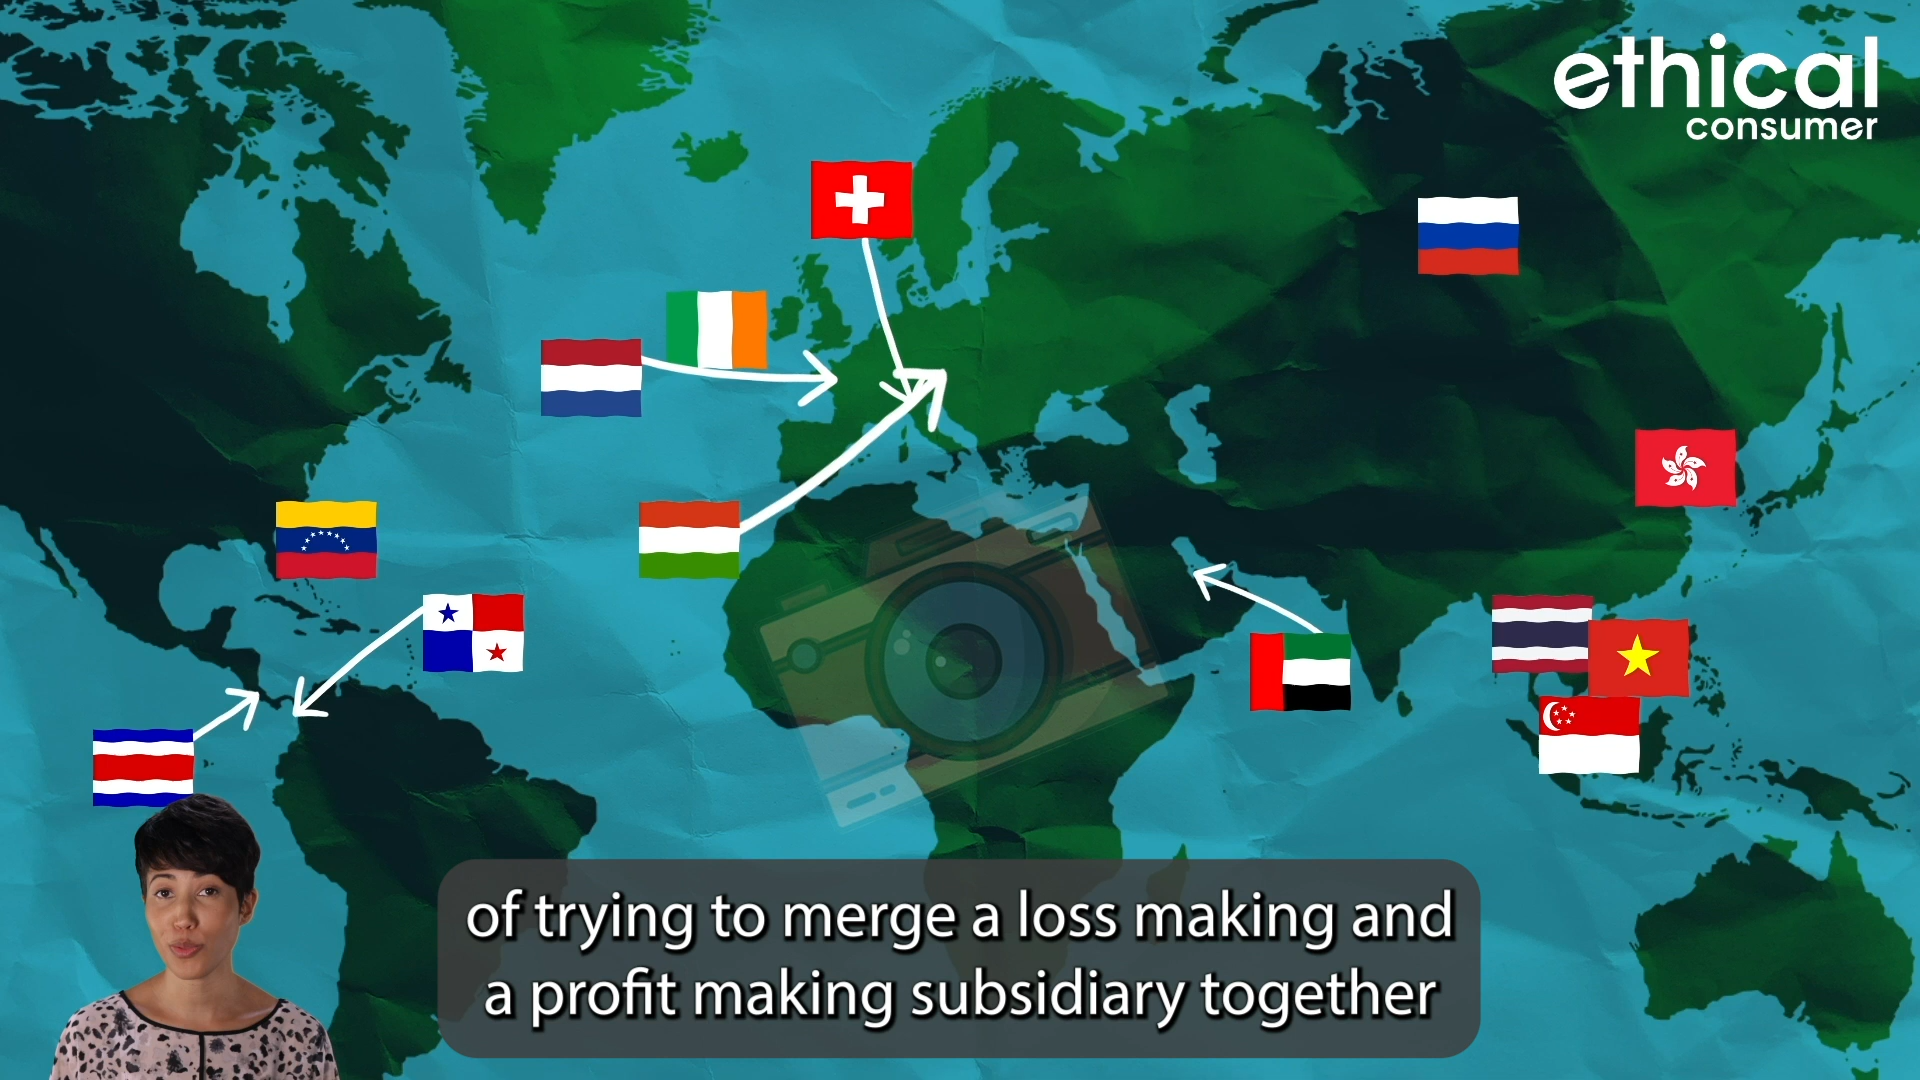 ethical
consumer
of trying to merge a loss making and
a profit making subsidiary together